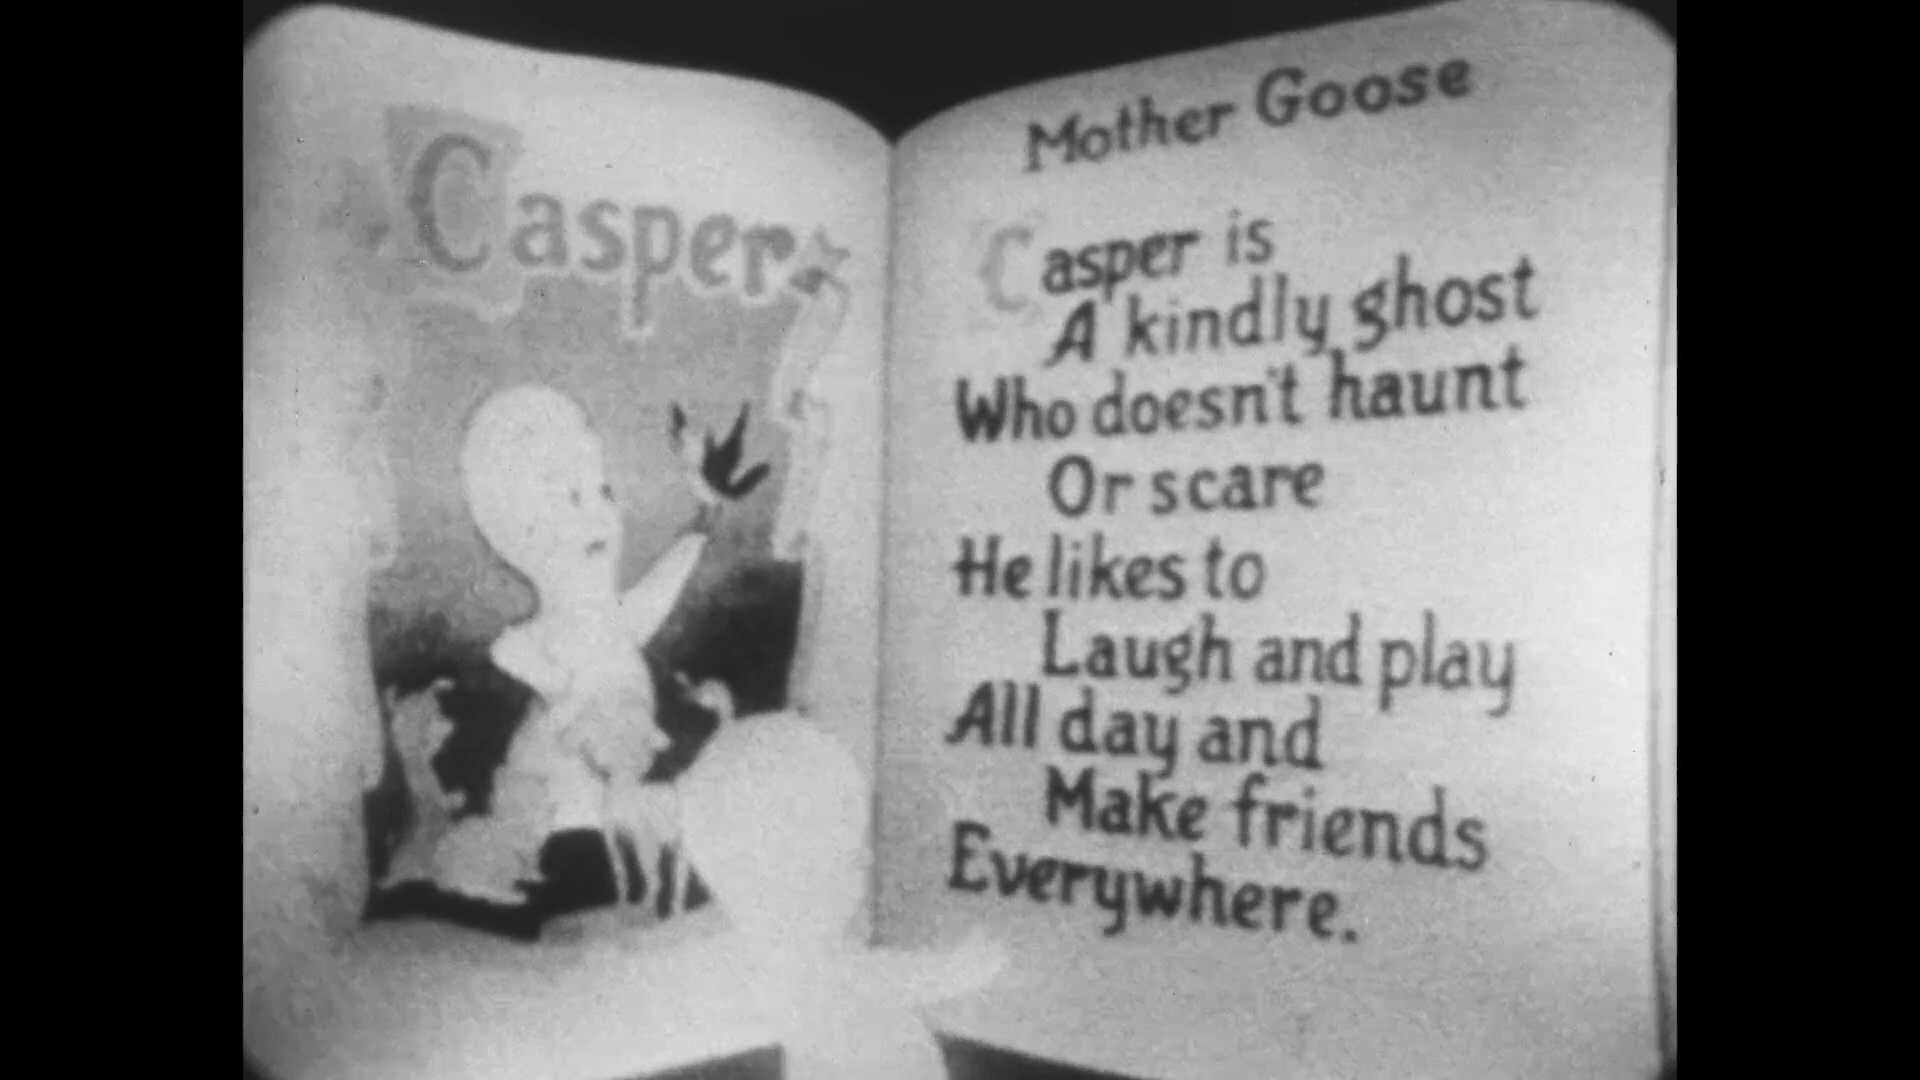 Casper
Mother Goose
Casper is
A kindly ghost
Who doesn't haunt
Or scare
He likes to
Laugh and play
All day and
Make friends
Everywhere.